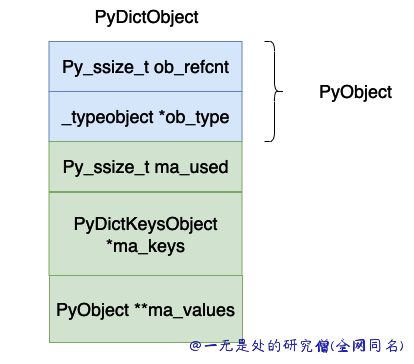 PyDictObject
Py_ssize_t ob_refcnt
PyObject
_typeobject *ob_type
Py_ssize_t ma_used
PyDictKeysObject
*ma_keys
PyObject **ma_values
@一无是处的研究僧(全网同名)